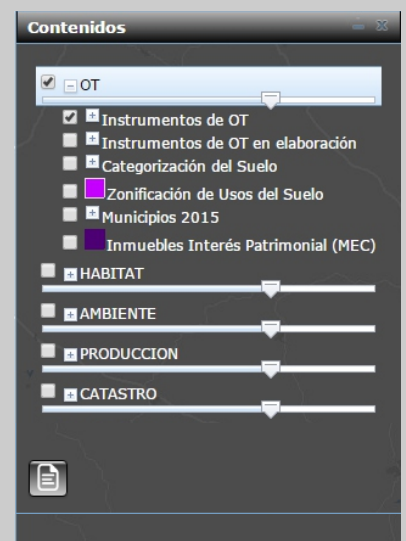 Contenidos
OT
Instrumentos de OT
Instrumentos de OT en elaboración
Categorización del Suelo
Zonificación de Usos del Suelo
Municipios 2015
Inmuebles Interés Patrimonial (MEC)
HABITAT
AMBIENTE
PRODUCCION
CATASTRO